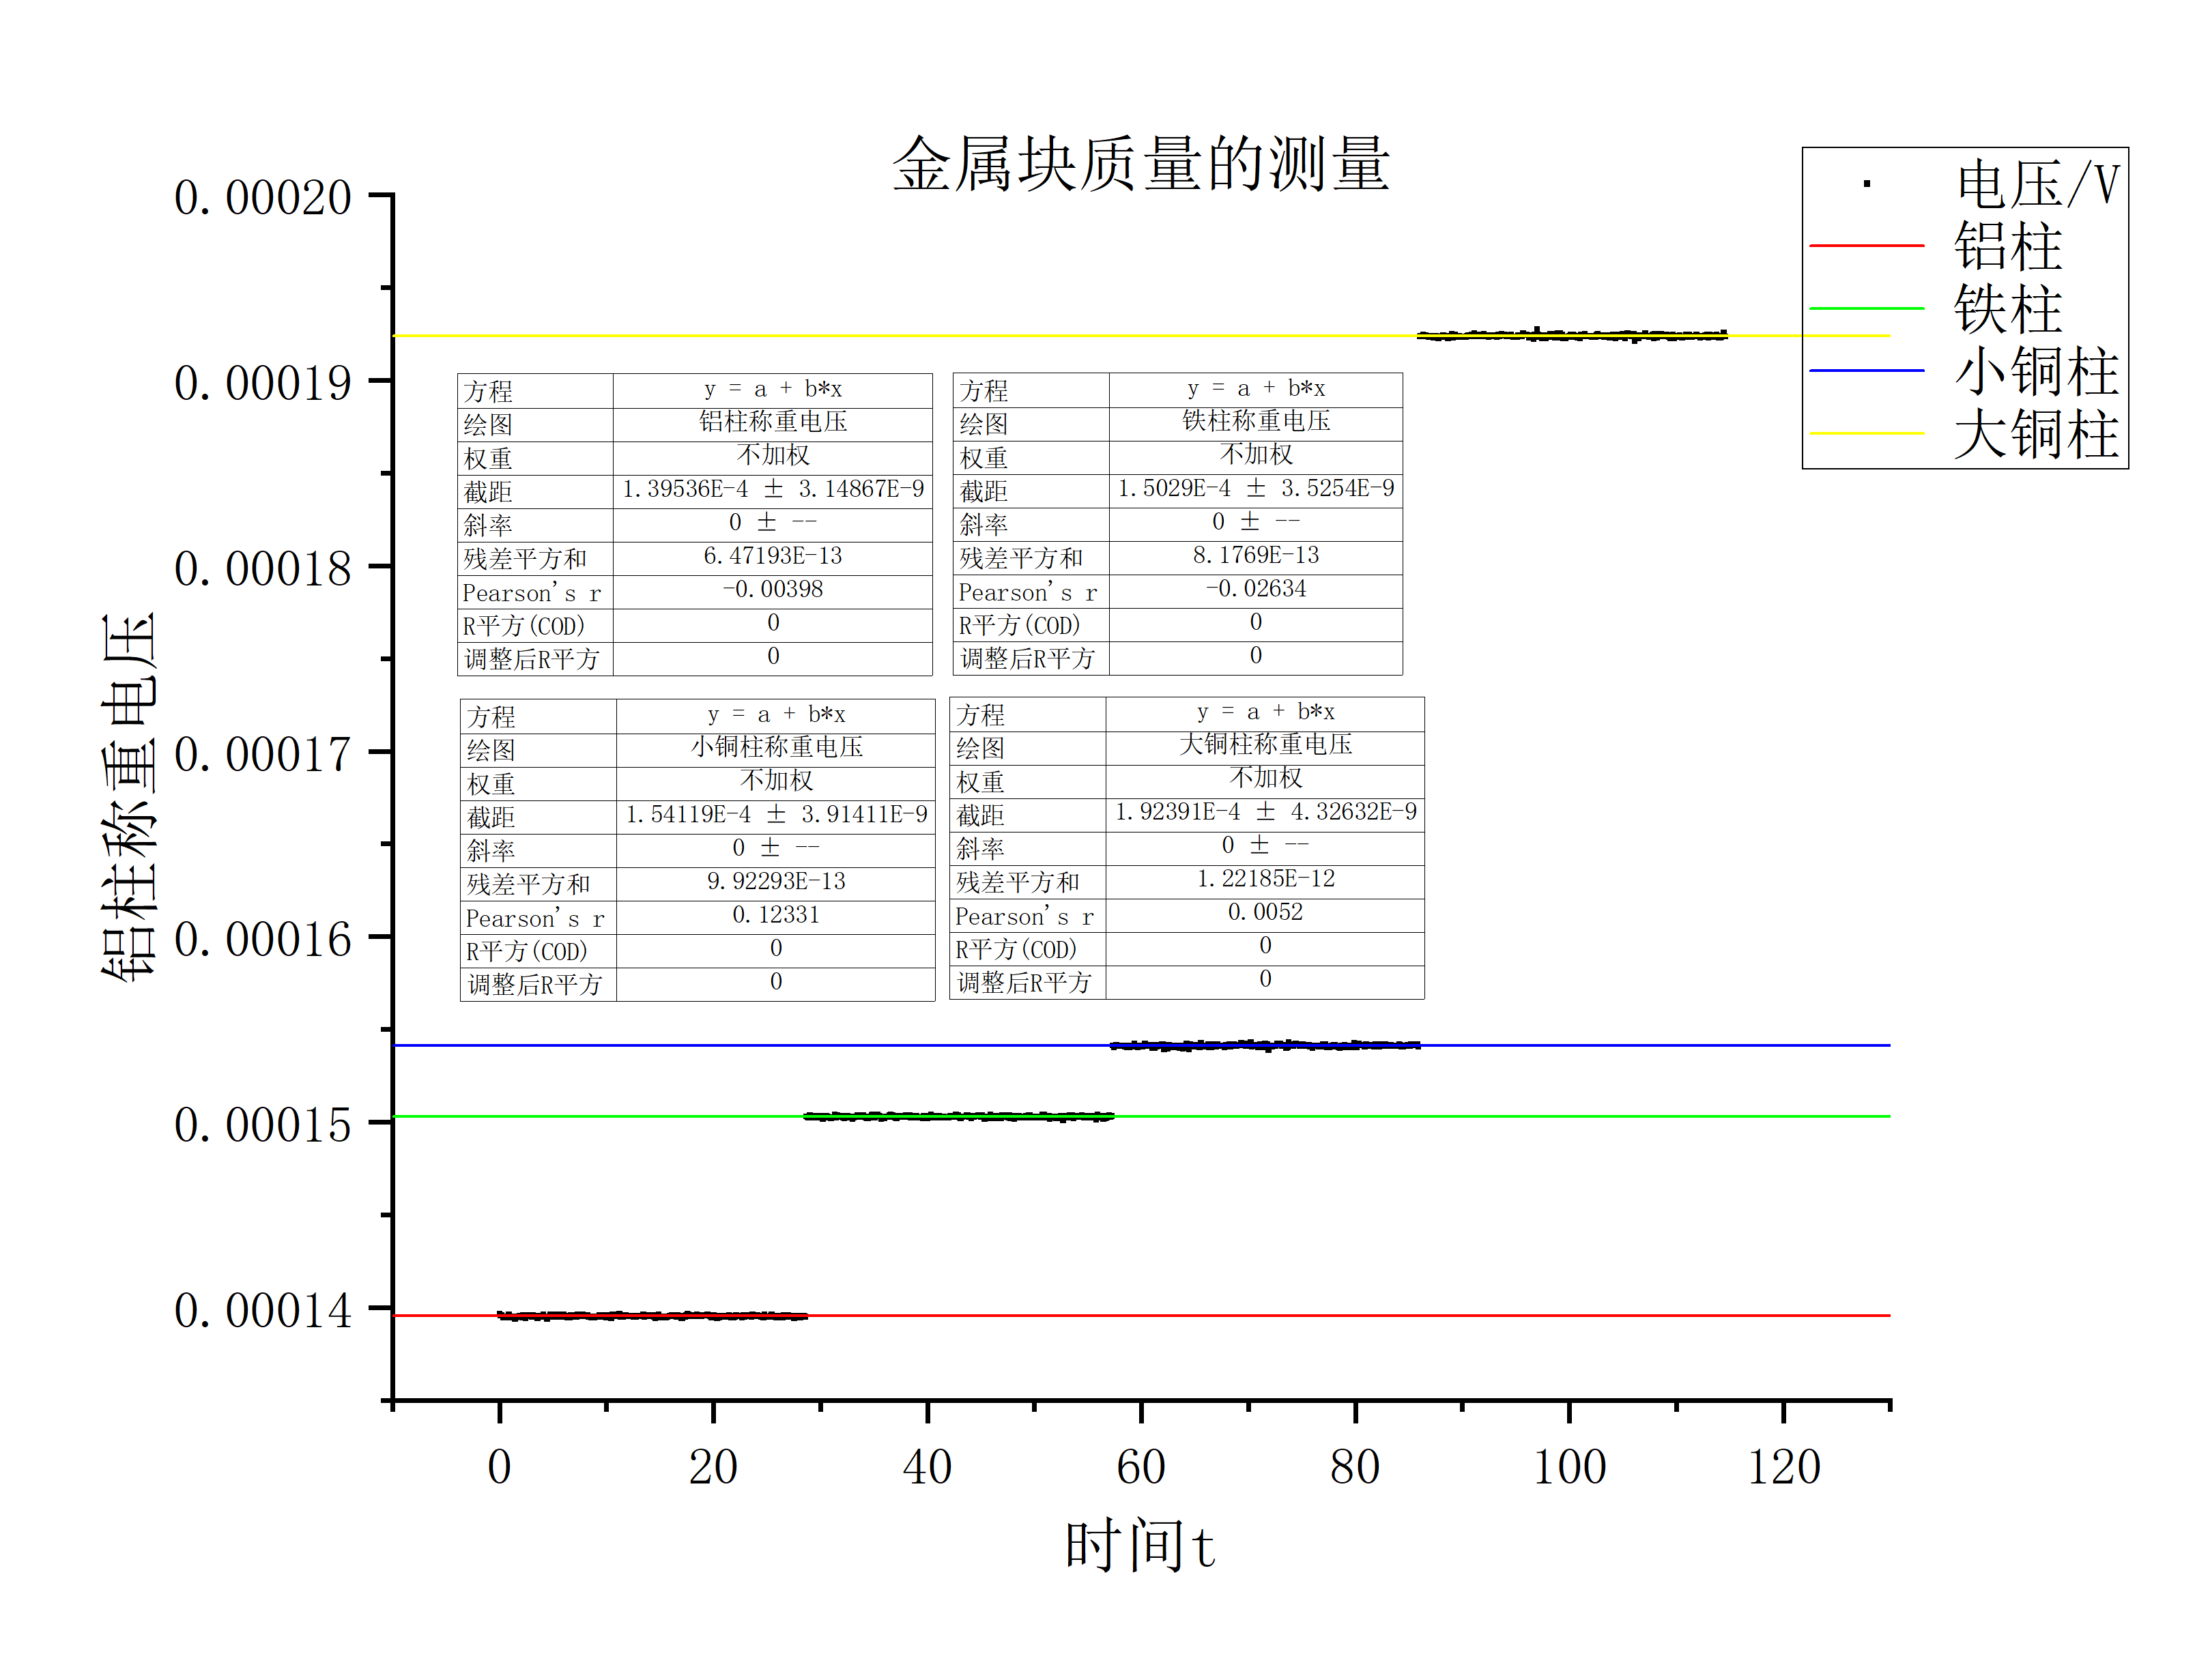 金属块质量的测量
电压/V
铝柱
铁柱
小铜柱
大铜柱
0.00020
0.00019
0.00018
0.00017
0.00016
0.00015
0.00014
铝柱称重电压
方程 y = a + b*x
绘图 铝柱称重电压
权重 不加权
截距 1.39536E-4 ± 3.14867E-9
斜率 0 ± --
残差平方和 6.47193E-13
Pearson's r -0.00398
R平方(COD) 0
调整后R平方 0
方程 y = a + b*x
绘图 铁柱称重电压
权重 不加权
截距 1.5029E-4 ± 3.5254E-9
斜率 0 ± --
残差平方和 8.1769E-13
Pearson's r -0.02634
R平方(COD) 0
调整后R平方 0
方程 y = a + b*x
绘图 小铜柱称重电压
权重 不加权
截距 1.54119E-4 ± 3.91411E-9
斜率 0 ± --
残差平方和 9.92293E-13
Pearson's r 0.12331
R平方(COD) 0
调整后R平方 0
方程 y = a + b*x
绘图 大铜柱称重电压
权重 不加权
截距 1.92391E-4 ± 4.32632E-9
斜率 0 ± --
残差平方和 1.22185E-12
Pearson's r 0.0052
R平方(COD) 0
调整后R平方 0
0 20 40 60 80 100 120
时间t